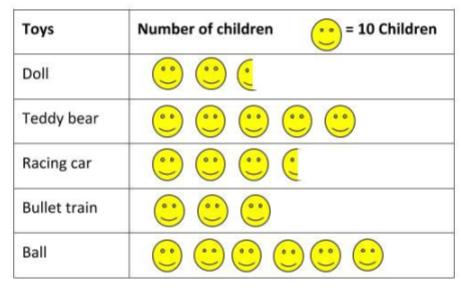 Toys Number of children = 10 Children
Doll
Teddy bear
Racing car
Bullet train
Ball